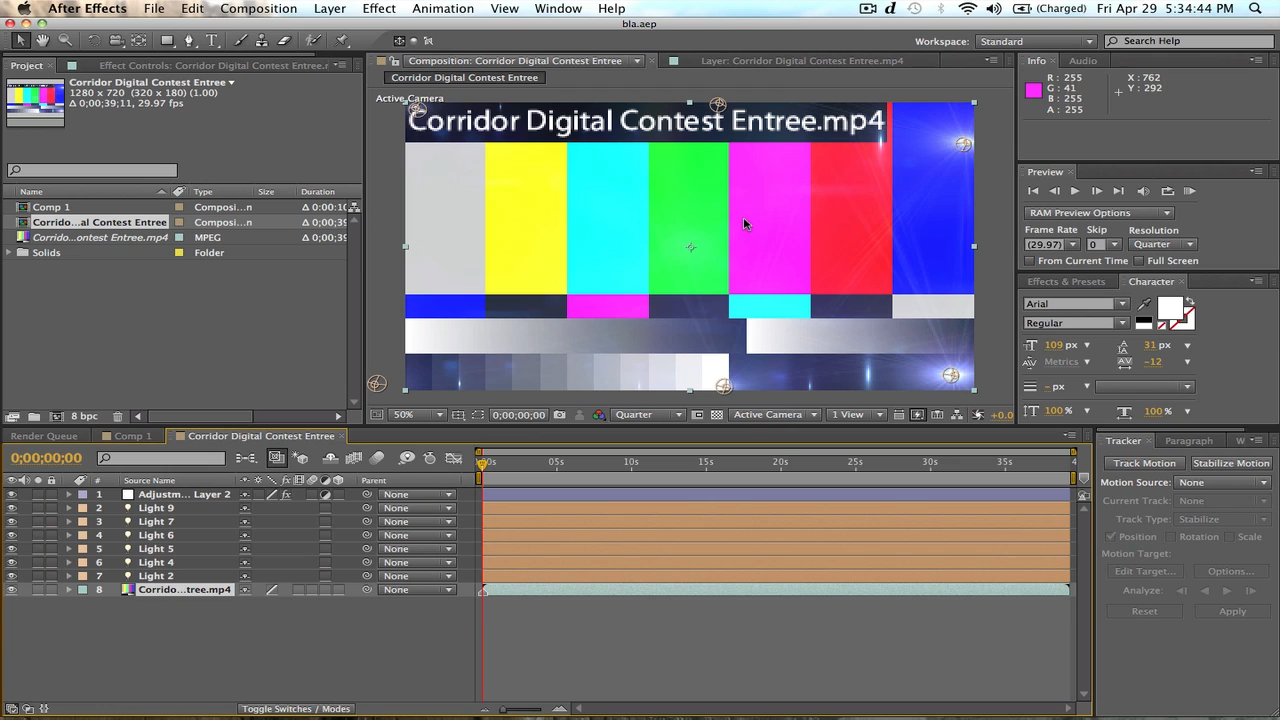 After Effects File Edit Composition Layer Effect Animation View Window Help (Charged) Fri Apr 29 5:34:44 PM
bla.aep
Workspace: Standard Search Help
Project Effect Controls: Corridor Digital Contest Entree.r Composition: Corridor Digital Contest Entree Layer: Corridor Digital Contest Entree.mp4 Info Audio
Corridor Digital Contest Entree
1280 x 720 (320 x 180) (1.00)
Δ 0;00;39;11, 29.97 fps
Corridor Digital Contest Entree
Active Camera
Corridor Digital Contest Entree.mp4
R : 255 X : 762
G : 41 Y : 292
B : 255
A : 255
Preview
RAM Preview Options
Frame Rate Skip Resolution
(29.97) 0 Quarter
From Current Time Full Screen
Name Type Size Duration
Comp 1 Composi...n Δ 0:00:10
Corrido...al Contest Entree Composi...n Δ 0;00;39
Corrido...ontest Entree.mp4 MPEG Δ 0;00;39
Solids Folder
Effects & Presets Character
Arial
Regular
109 px 31 px
Metrics -12
- px
100 % 100 %
8 bpc
50% 0;00;00;00 Quarter Active Camera 1 View +0.0
Render Queue Comp 1 Corridor Digital Contest Entree
0;00;00;00
# Source Name Parent
:00s 05s 10s 15s 20s 25s 30s 35s 4
1 Adjustm... Layer 2 None
2 Light 9 None
3 Light 7 None
4 Light 6 None
5 Light 5 None
6 Light 4 None
7 Light 2 None
8 Corrido...tree.mp4 None
Toggle Switches / Modes
Tracker Paragraph W
Track Motion Stabilize Motion
Motion Source: None
Current Track: None
Track Type: Stabilize
Position Rotation Scale
Motion Target:
Edit Target... Options...
Analyze:
Reset Apply